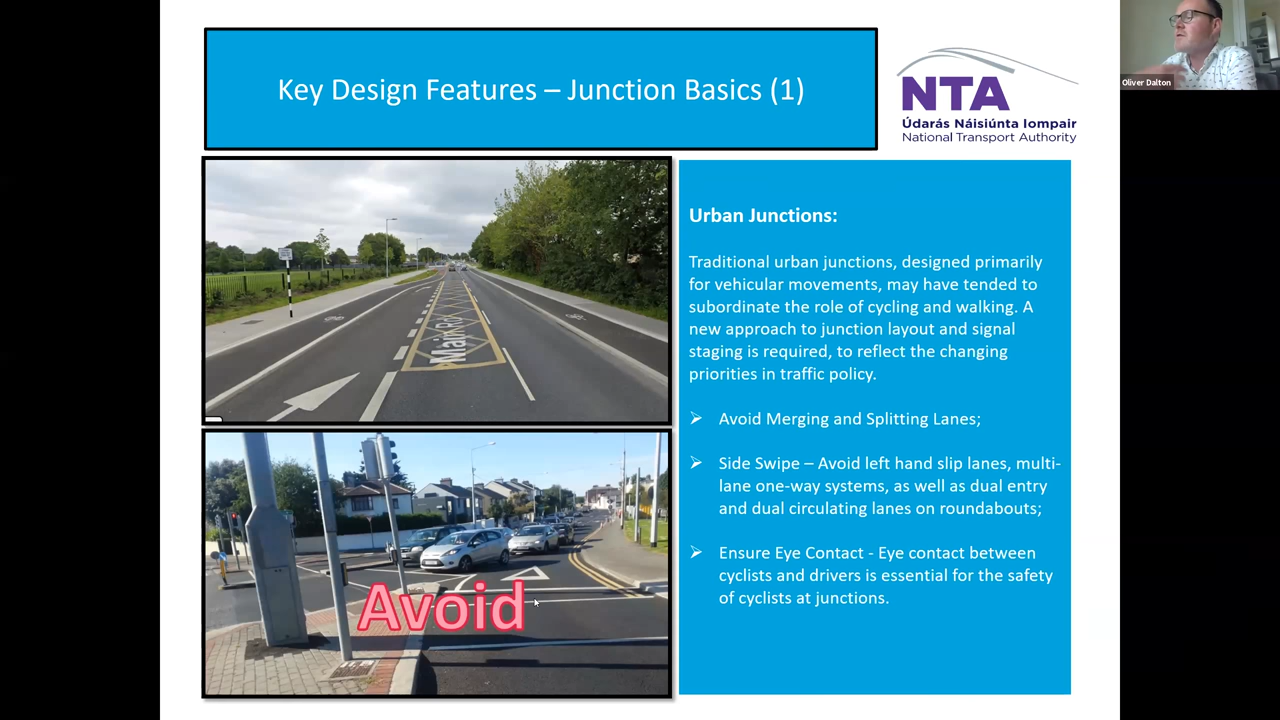 Key Design Features – Junction Basics (1)
NTA
Údarás Náisiúnta Iompair
National Transport Authority
Oliver Dalton
Main Ro
Avoid
Urban Junctions:
Traditional urban junctions, designed primarily
for vehicular movements, may have tended to
subordinate the role of cycling and walking. A
new approach to junction layout and signal
staging is required, to reflect the changing
priorities in traffic policy.
➢ Avoid Merging and Splitting Lanes;
➢ Side Swipe – Avoid left hand slip lanes, multi-
lane one-way systems, as well as dual entry
and dual circulating lanes on roundabouts;
➢ Ensure Eye Contact - Eye contact between
cyclists and drivers is essential for the safety
of cyclists at junctions.